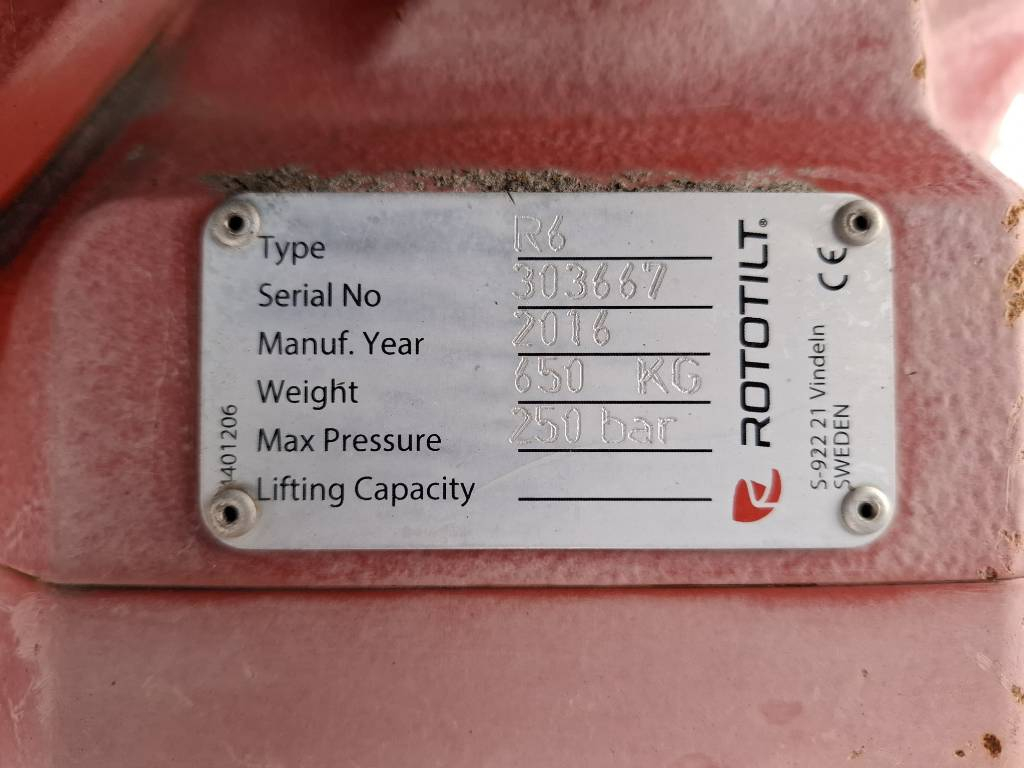 Type R6
Serial No 303667
Manuf. Year 2016
Weight 650 KG
Max Pressure 250 bar
Lifting Capacity
ROTOTILT®
S-922 21 Vindeln
SWEDEN
CE
4401206